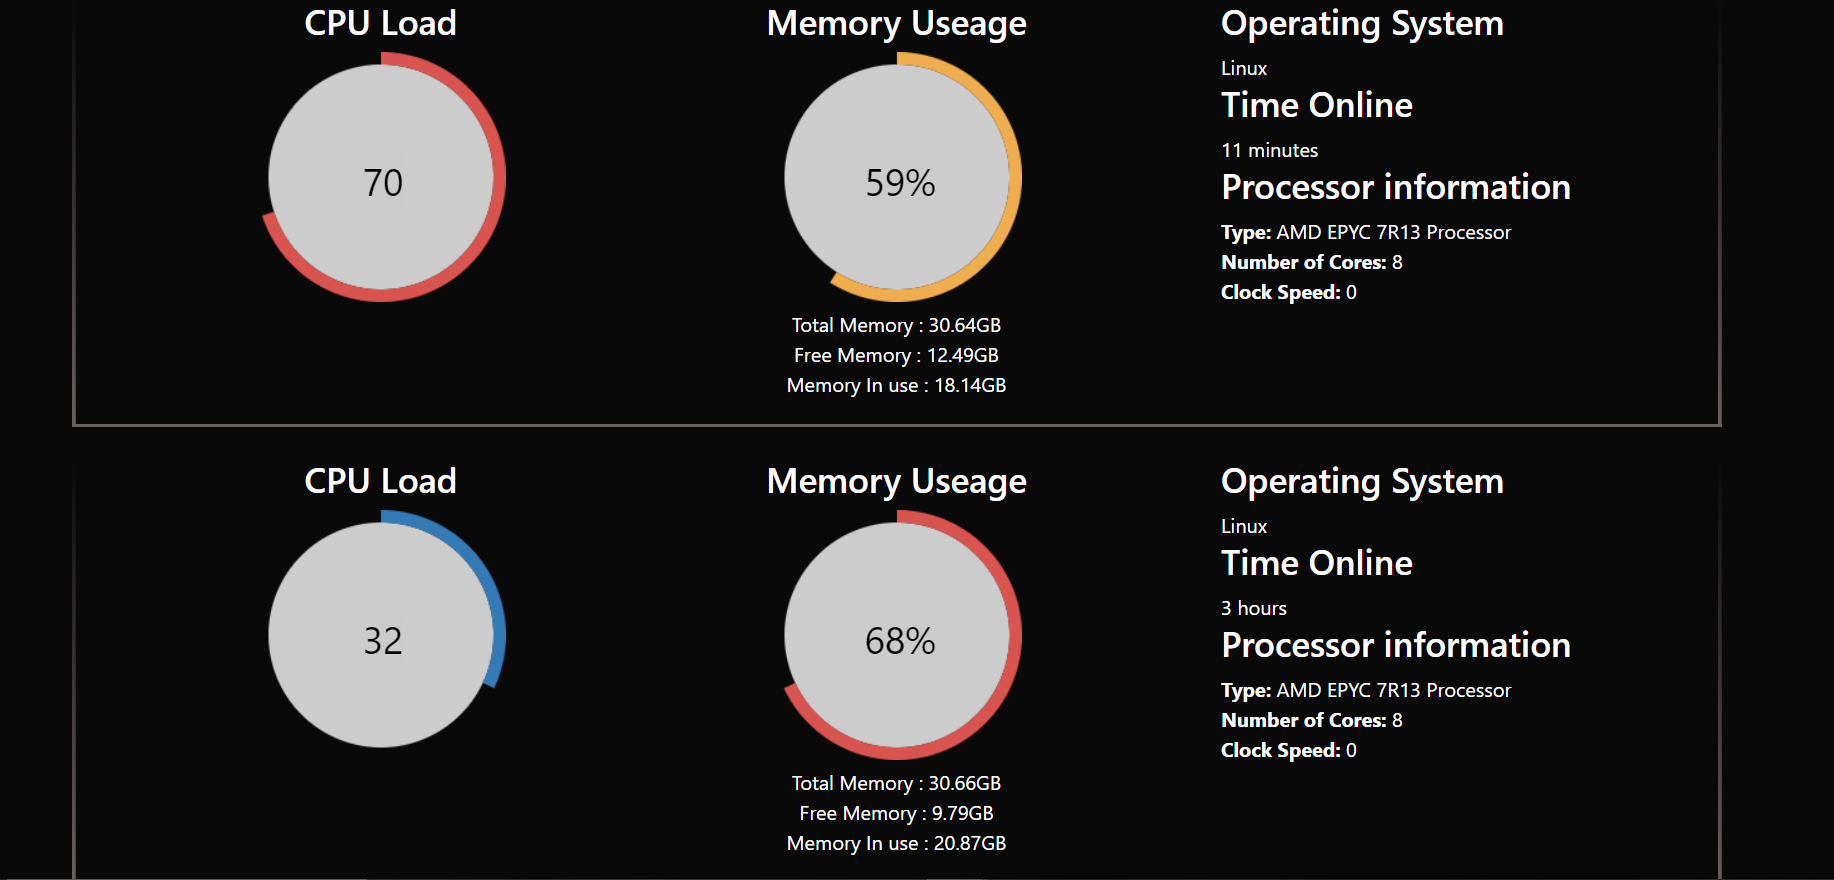 CPU Load
70
Memory Useage
59%
Total Memory : 30.64GB
Free Memory : 12.49GB
Memory In use : 18.14GB
Operating System
Linux
Time Online
11 minutes
Processor information
Type: AMD EPYC 7R13 Processor
Number of Cores: 8
Clock Speed: 0
CPU Load
32
Memory Useage
68%
Total Memory : 30.66GB
Free Memory : 9.79GB
Memory In use : 20.87GB
Operating System
Linux
Time Online
3 hours
Processor information
Type: AMD EPYC 7R13 Processor
Number of Cores: 8
Clock Speed: 0